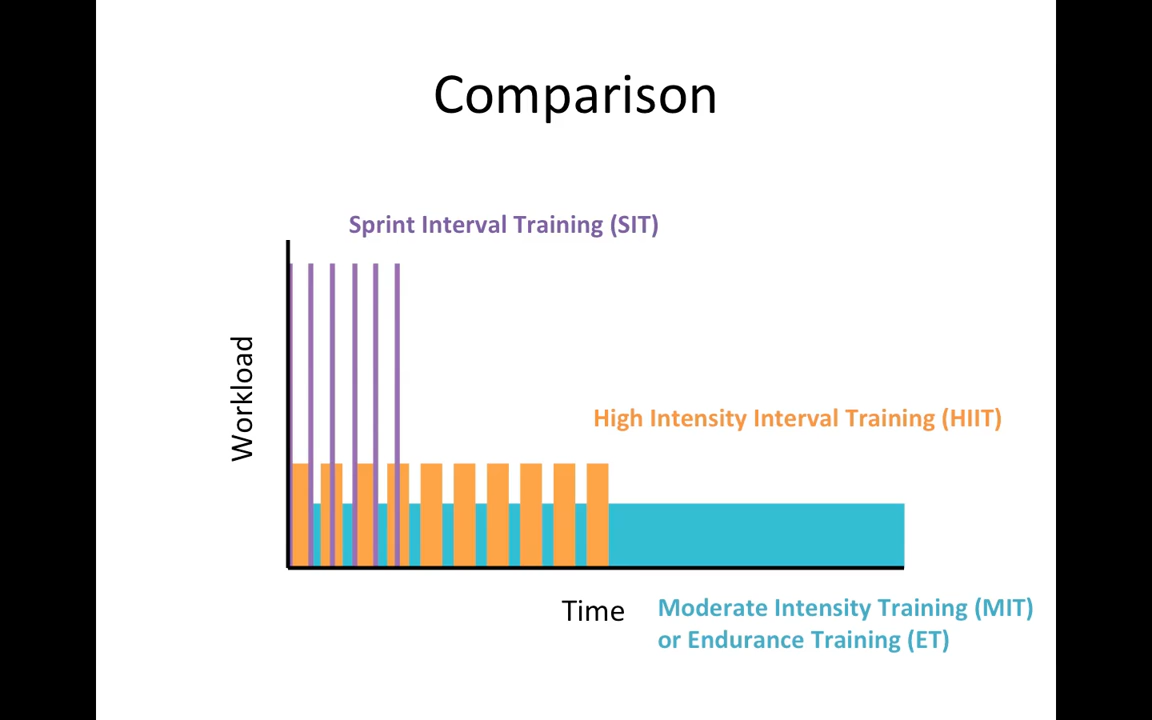 Comparison
Sprint Interval Training (SIT)
Workload
High Intensity Interval Training (HIIT)
Time
Moderate Intensity Training (MIT)
or Endurance Training (ET)